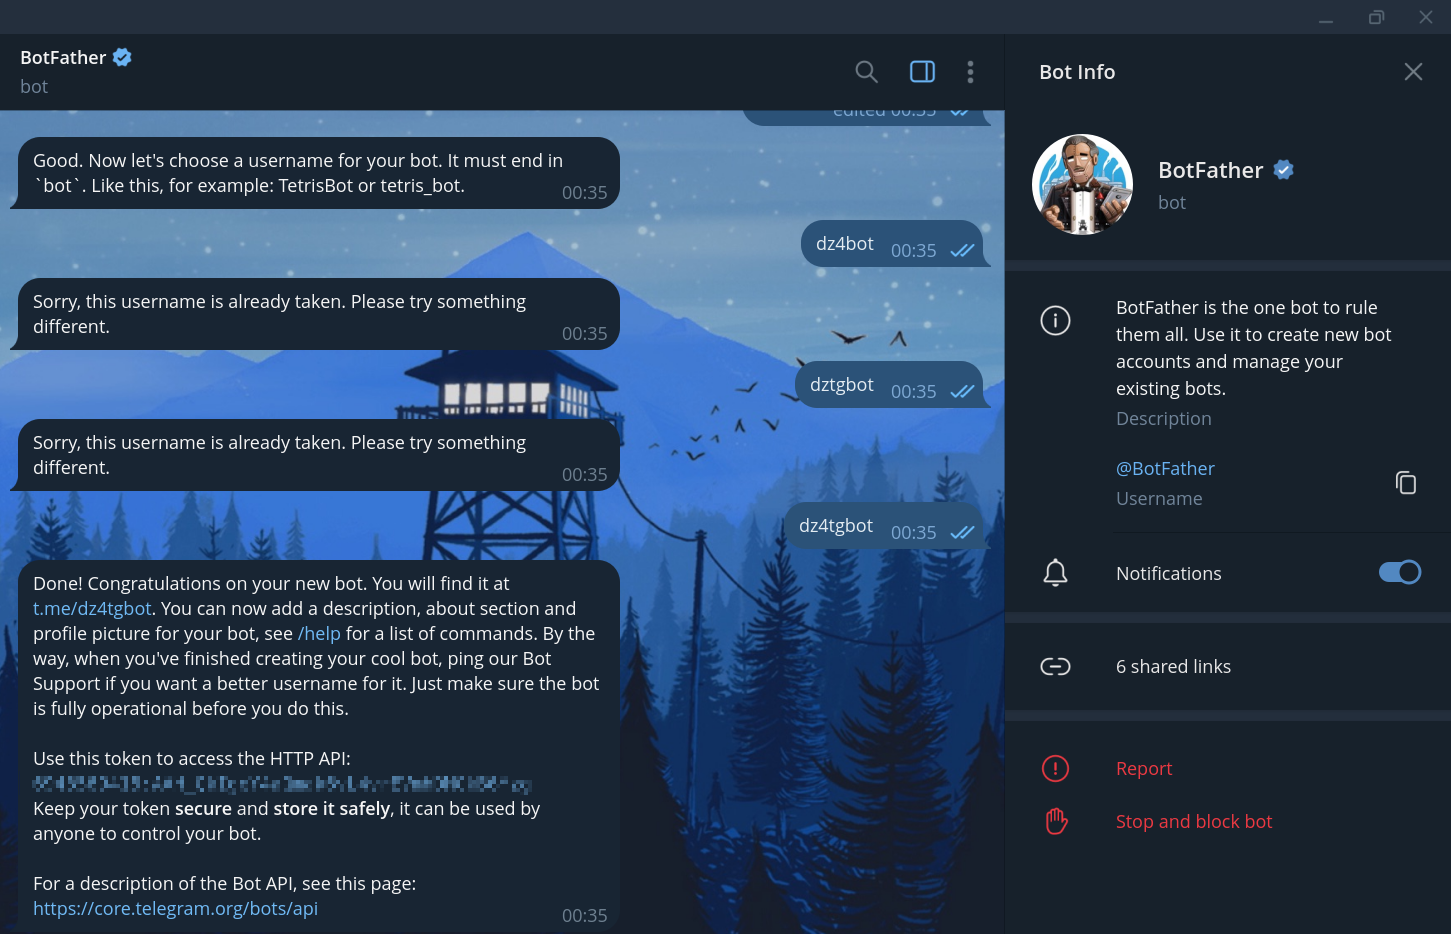 BotFather
bot
edited 00:35
Good. Now let's choose a username for your bot. It must end in
`bot`. Like this, for example: TetrisBot or tetris_bot.
00:35
dz4bot 00:35
Sorry, this username is already taken. Please try something
different.
00:35
dztgbot 00:35
Sorry, this username is already taken. Please try something
different.
00:35
dz4tgbot 00:35
Done! Congratulations on your new bot. You will find it at
t.me/dz4tgbot. You can now add a description, about section and
profile picture for your bot, see /help for a list of commands. By the
way, when you've finished creating your cool bot, ping our Bot
Support if you want a better username for it. Just make sure the bot
is fully operational before you do this.
Use this token to access the HTTP API:
Keep your token secure and store it safely, it can be used by
anyone to control your bot.
For a description of the Bot API, see this page:
https://core.telegram.org/bots/api
00:35
Bot Info
BotFather
bot
BotFather is the one bot to rule
them all. Use it to create new bot
accounts and manage your
existing bots.
Description
@BotFather
Username
Notifications
6 shared links
Report
Stop and block bot